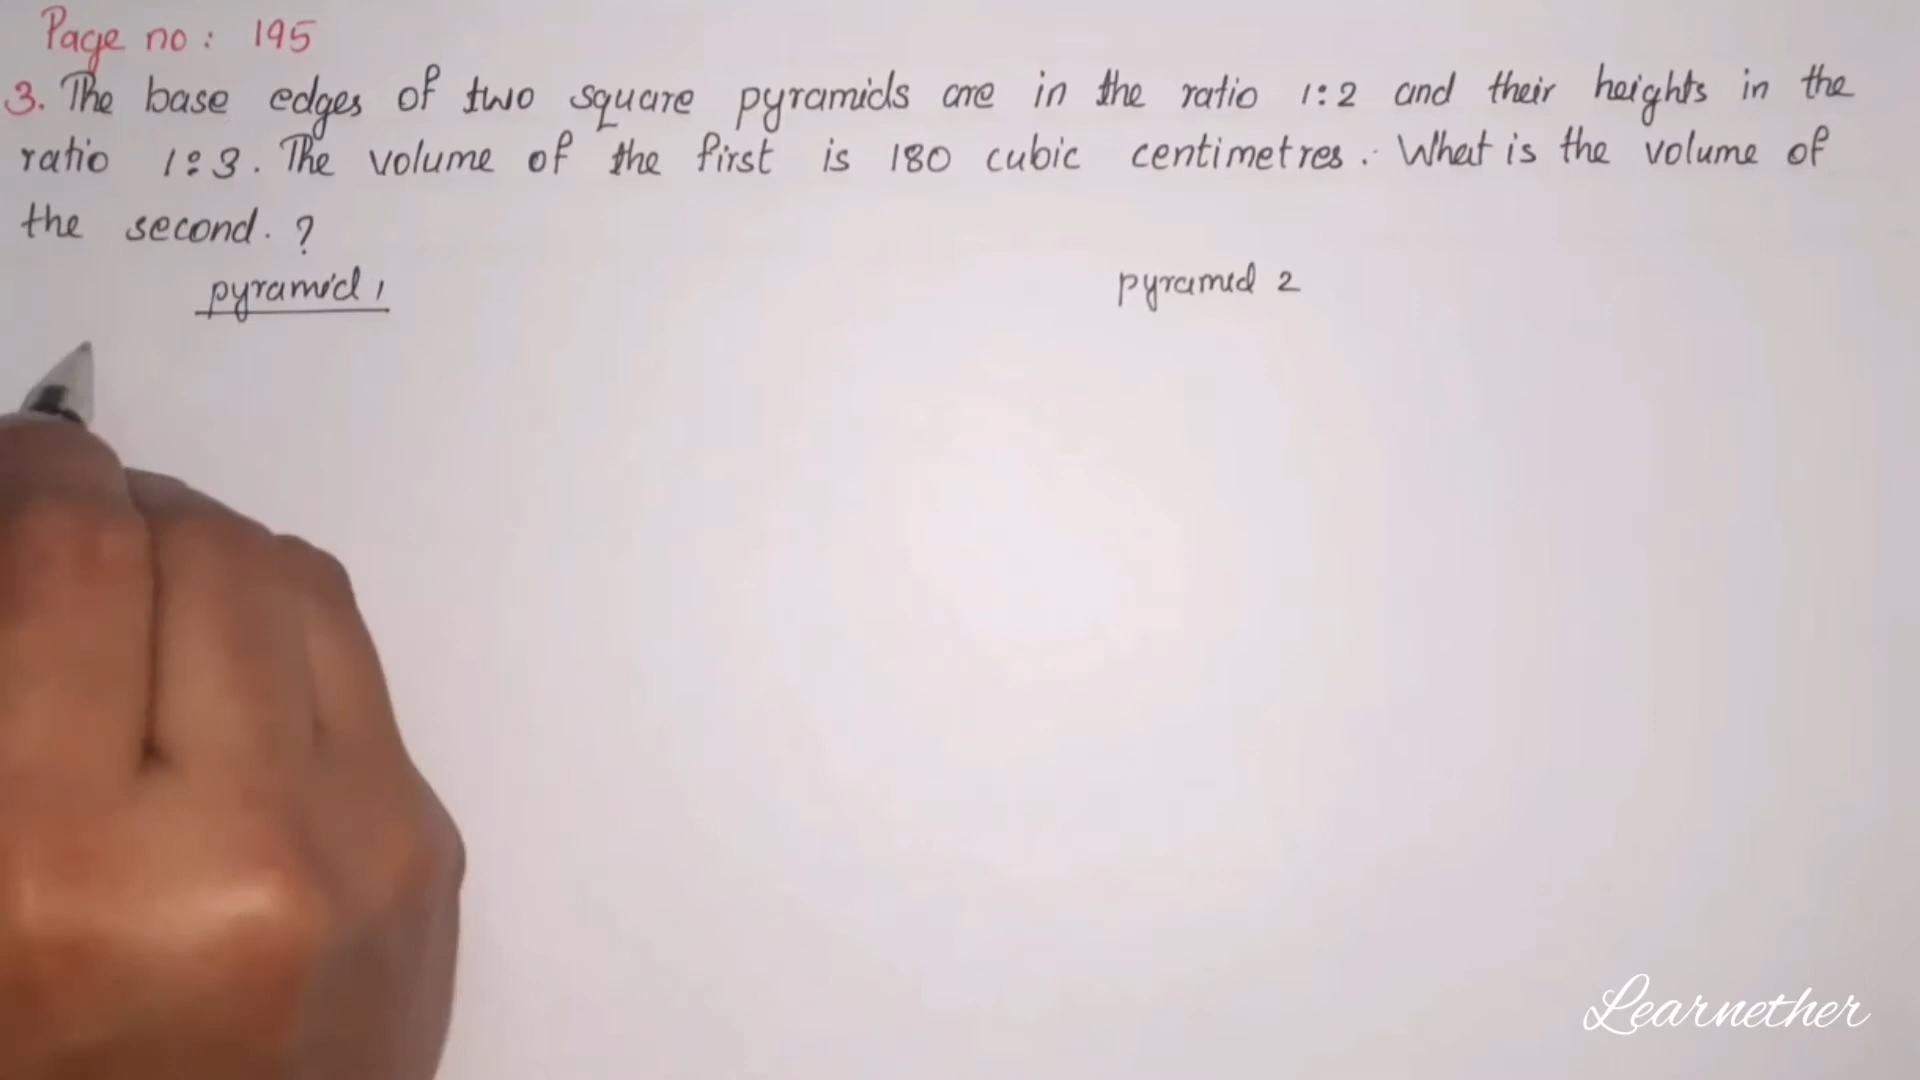 Page no: 195
3. The base edges of two square pyramids are in the ratio 1:2 and their heights in the
ratio 1:3. The volume of the first is 180 cubic centimetres. What is the volume of
the second. ?
pyramid 1
pyramid 2
Learnether